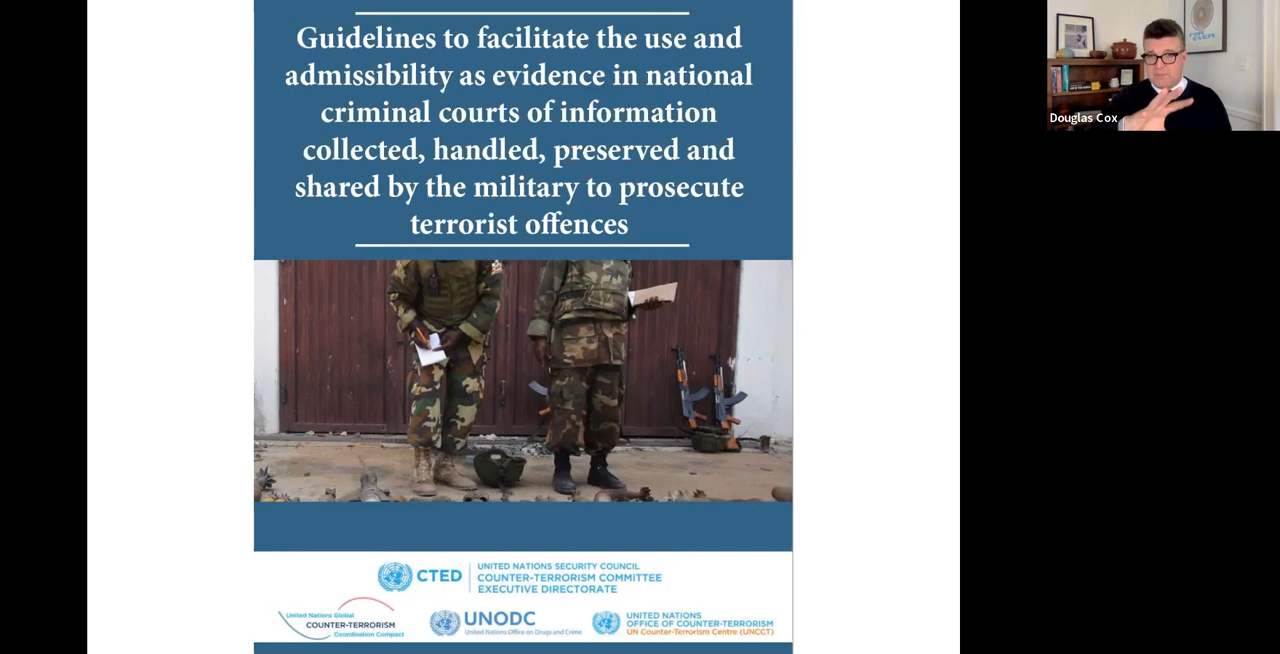 Guidelines to facilitate the use and
admissibility as evidence in national
criminal courts of information
collected, handled, preserved and
shared by the military to prosecute
terrorist offences
CTED
UNITED NATIONS SECURITY COUNCIL
COUNTER-TERRORISM COMMITTEE
EXECUTIVE DIRECTORATE
United Nations Global
COUNTER-TERRORISM
Coordination Compact
UNODC
United Nations Office on Drugs and Crime
UNITED NATIONS
OFFICE OF COUNTER-TERRORISM
UN Counter-Terrorism Centre (UNCCT)
Douglas Cox